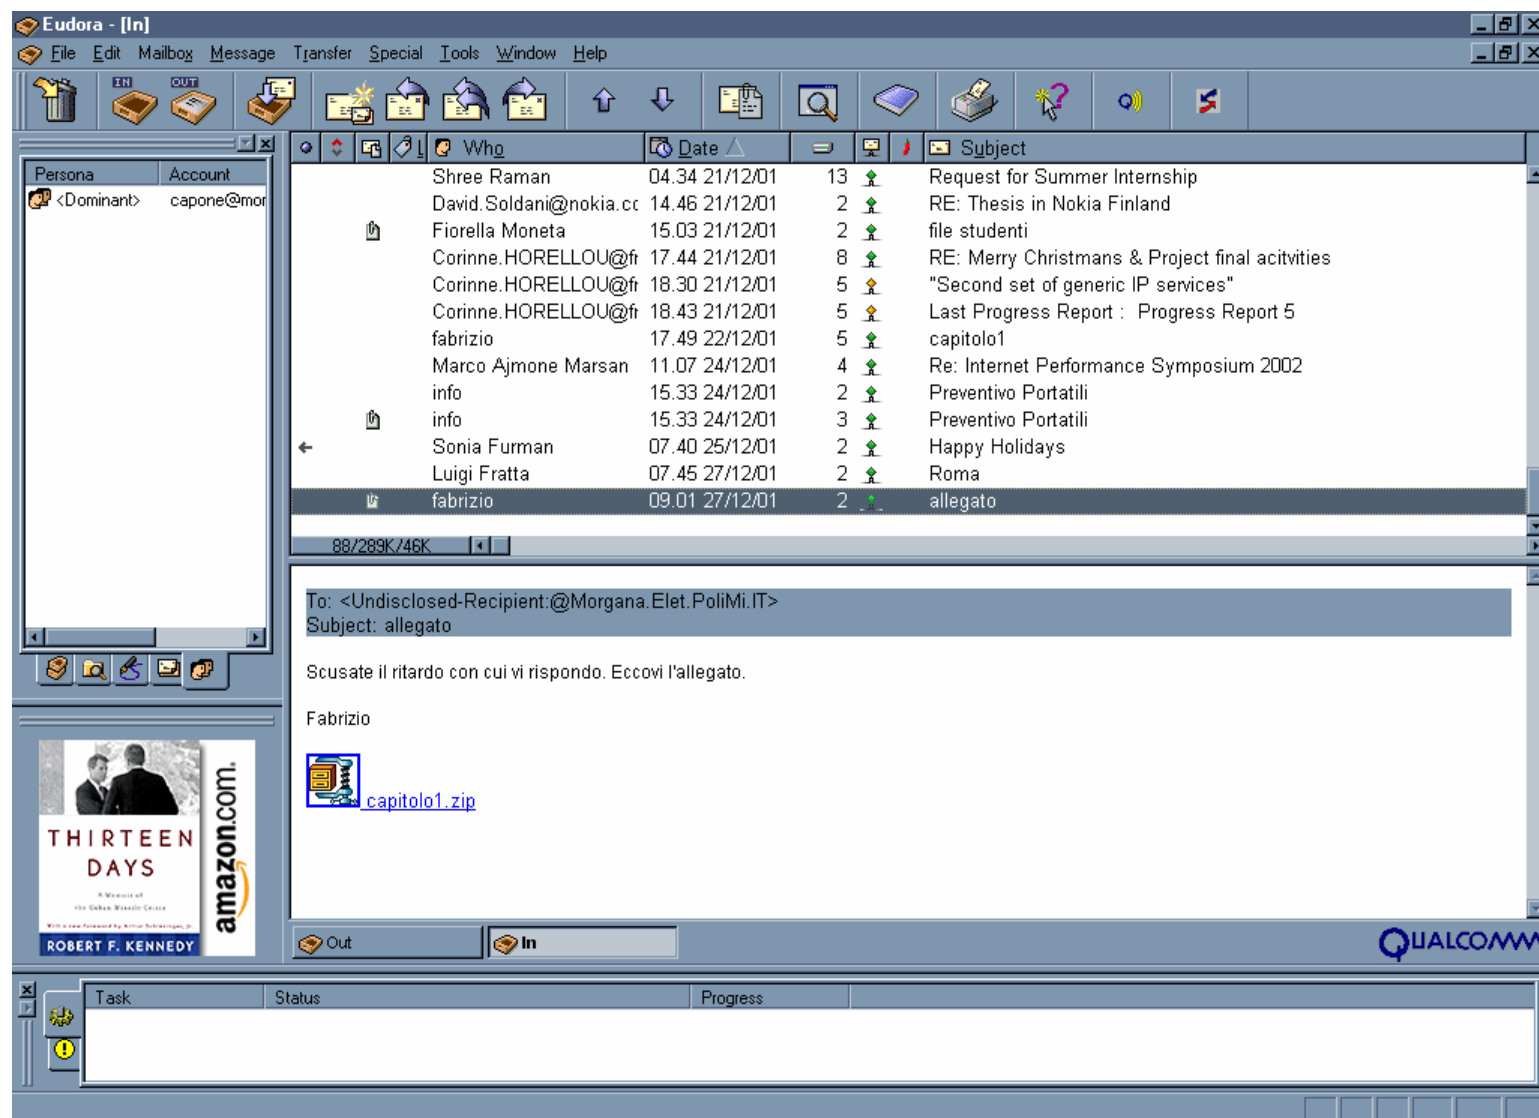 Eudora - [In]
File Edit Mailbox Message Transfer Special Tools Window Help
IN OUT
Persona Account
<Dominant> capone@mor
Who Date Subject
Shree Raman 04.34 21/12/01 13 Request for Summer Internship
David.Soldani@nokia.cc 14.46 21/12/01 2 RE: Thesis in Nokia Finland
Fiorella Moneta 15.03 21/12/01 2 file studenti
Corinne.HORELLOU@fr 17.44 21/12/01 8 RE: Merry Christmans & Project final acitvities
Corinne.HORELLOU@fr 18.30 21/12/01 5 "Second set of generic IP services"
Corinne.HORELLOU@fr 18.43 21/12/01 5 Last Progress Report : Progress Report 5
fabrizio 17.49 22/12/01 5 capitolo1
Marco Ajmone Marsan 11.07 24/12/01 4 Re: Internet Performance Symposium 2002
info 15.33 24/12/01 2 Preventivo Portatili
info 15.33 24/12/01 3 Preventivo Portatili
Sonia Furman 07.40 25/12/01 2 Happy Holidays
Luigi Fratta 07.45 27/12/01 2 Roma
fabrizio 09.01 27/12/01 2 allegato
88/289K/46K
To: <Undisclosed-Recipient:@Morgana.Elet.PoliMi.IT>
Subject: allegato
Scusate il ritardo con cui vi rispondo. Eccovi l'allegato.
Fabrizio
capitolo1.zip
THIRTEEN
DAYS
A Memoir of
the Cuban Missile Crisis
ROBERT F. KENNEDY
amazon.com.
Out In
QUALCOMM
Task Status Progress